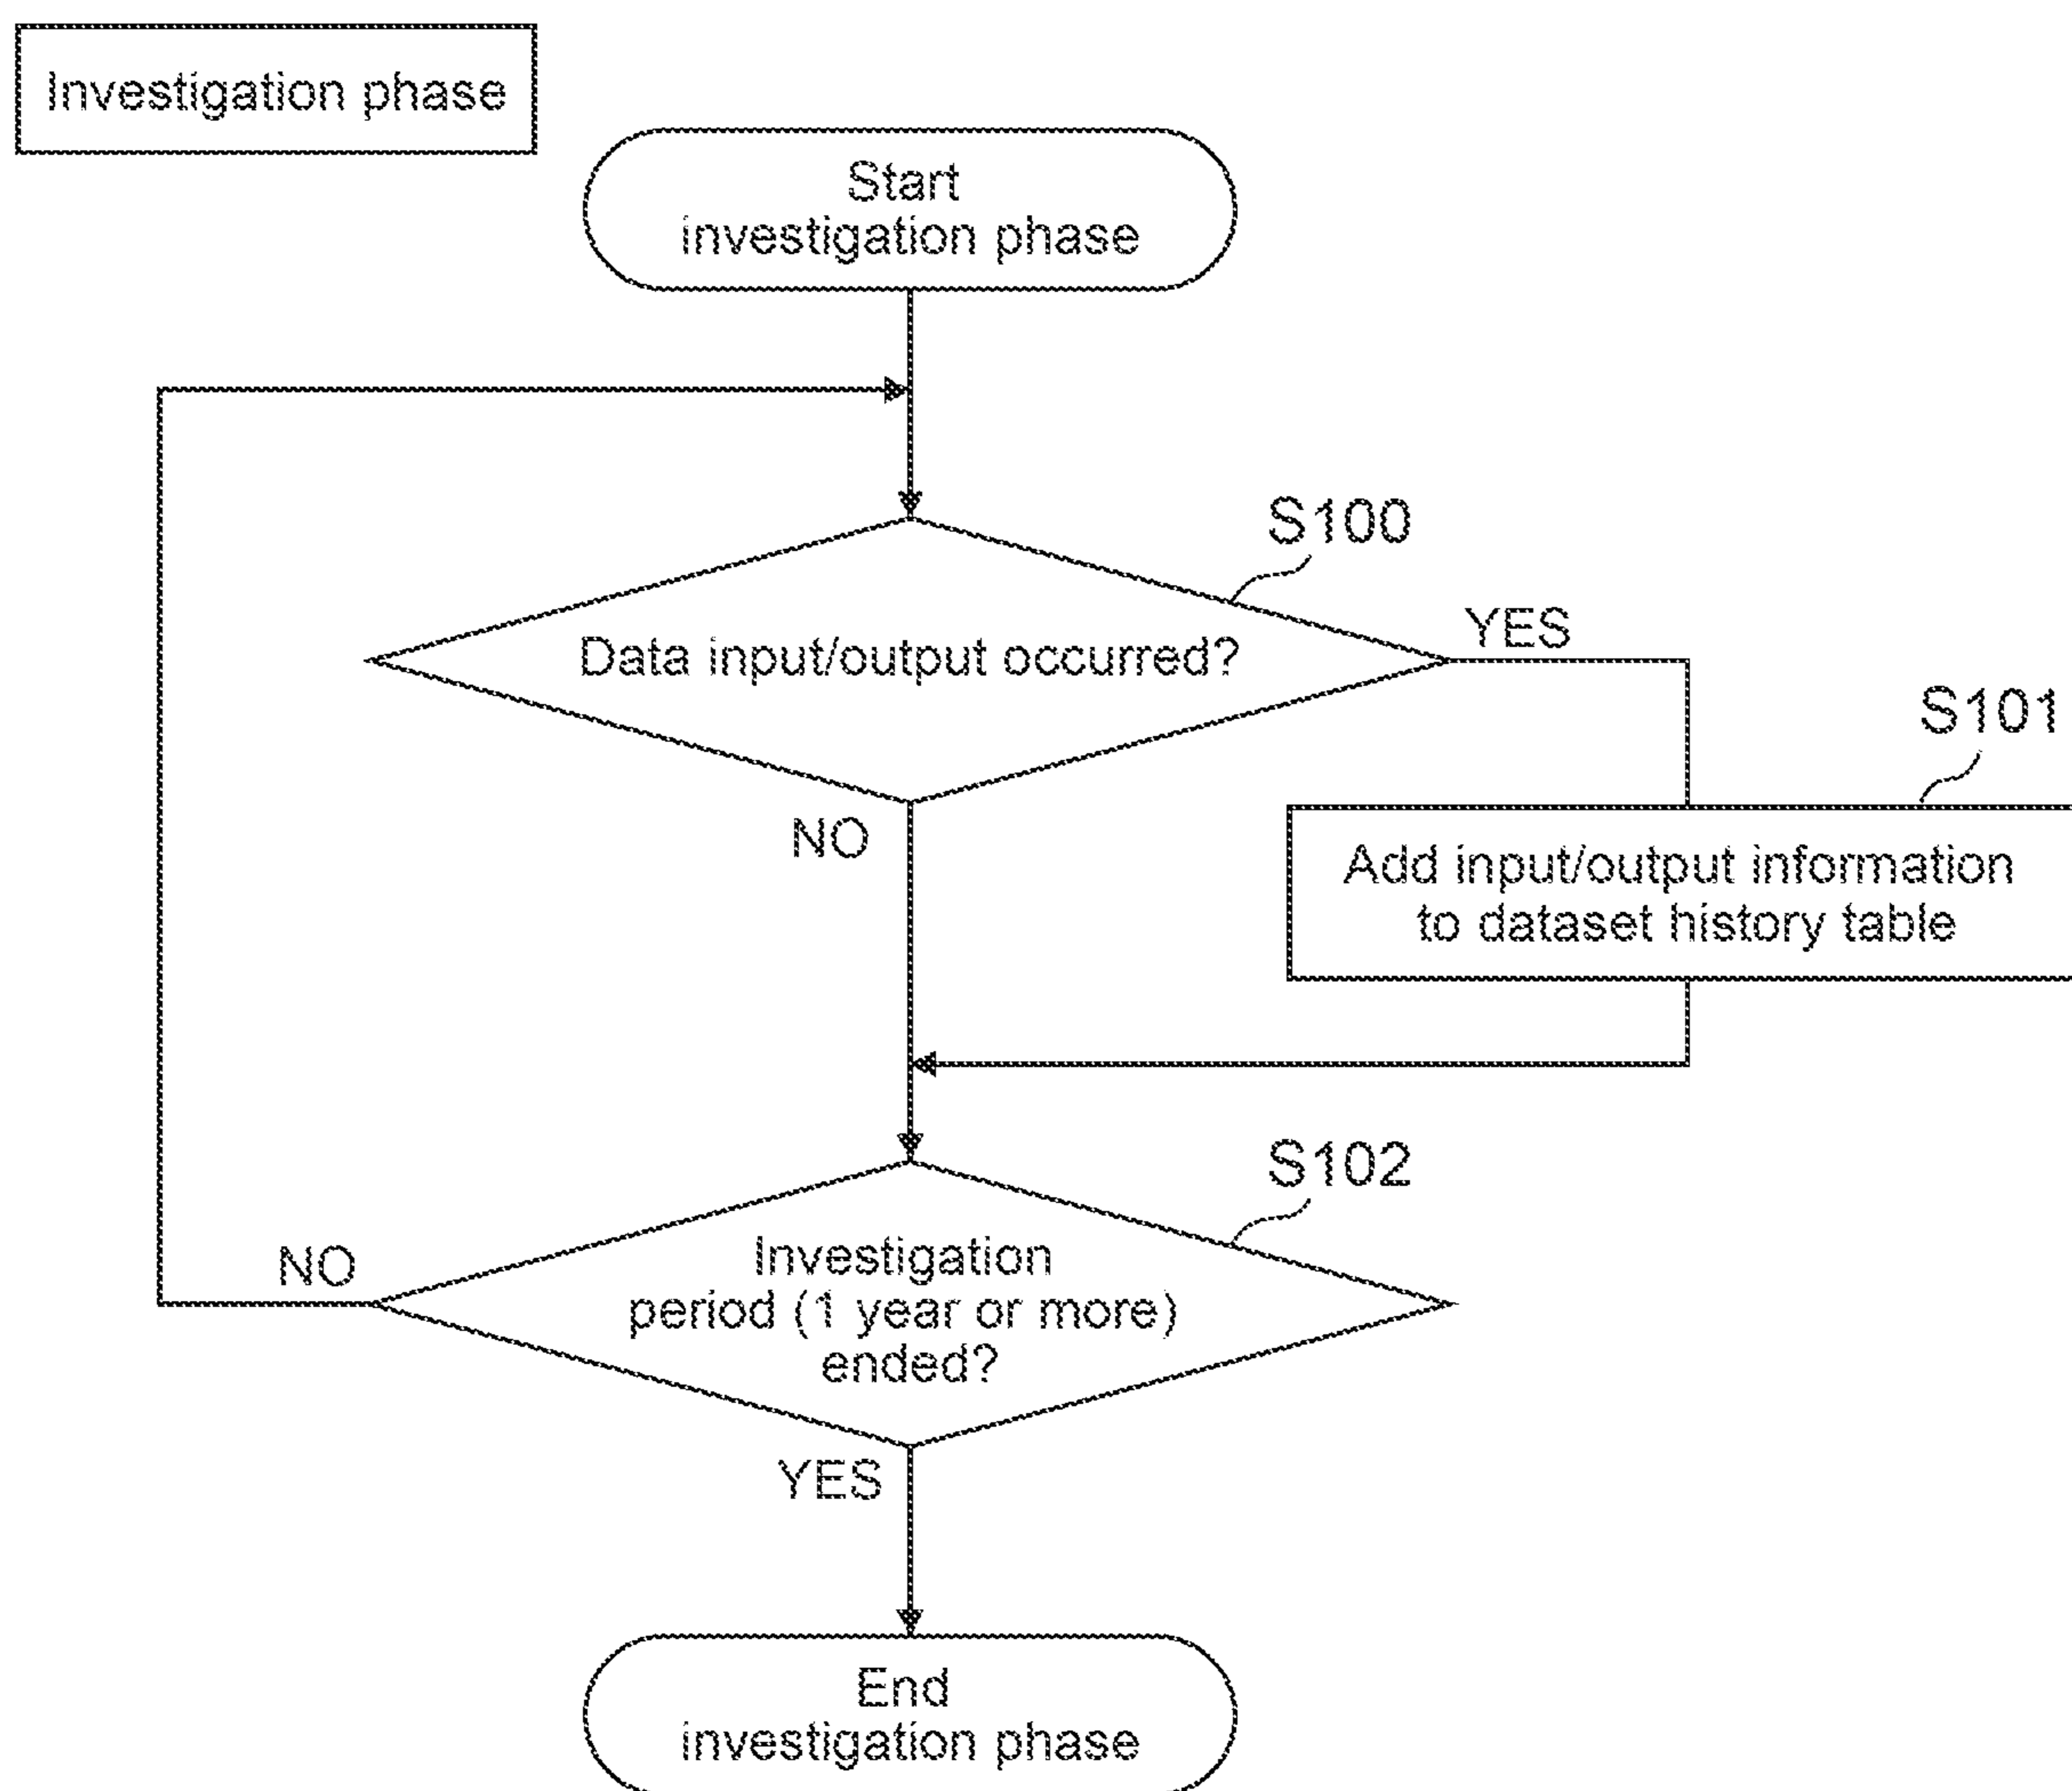 Investigation phase
Start
investigation phase
S100
Data input/output occurred?
YES
S101
NO
Add input/output information
to dataset history table
S102
NO
Investigation
period (1 year or more)
ended?
YES
End
investigation phase